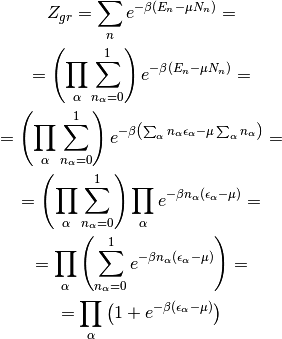 $Z_{gr} = \sum_{n} e^{-\beta(E_n - \mu N_n)} =$
$= \left( \prod_{\alpha} \sum_{n_\alpha=0}^{1} \right) e^{-\beta(E_n - \mu N_n)} =$
$= \left( \prod_{\alpha} \sum_{n_\alpha=0}^{1} \right) e^{-\beta\left(\sum_\alpha n_\alpha \epsilon_\alpha - \mu \sum_\alpha n_\alpha\right)} =$
$= \left( \prod_{\alpha} \sum_{n_\alpha=0}^{1} \right) \prod_{\alpha} e^{-\beta n_\alpha(\epsilon_\alpha - \mu)} =$
$= \prod_{\alpha} \left( \sum_{n_\alpha=0}^{1} e^{-\beta n_\alpha(\epsilon_\alpha - \mu)} \right) =$
$= \prod_{\alpha} \left( 1 + e^{-\beta(\epsilon_\alpha - \mu)} \right)$